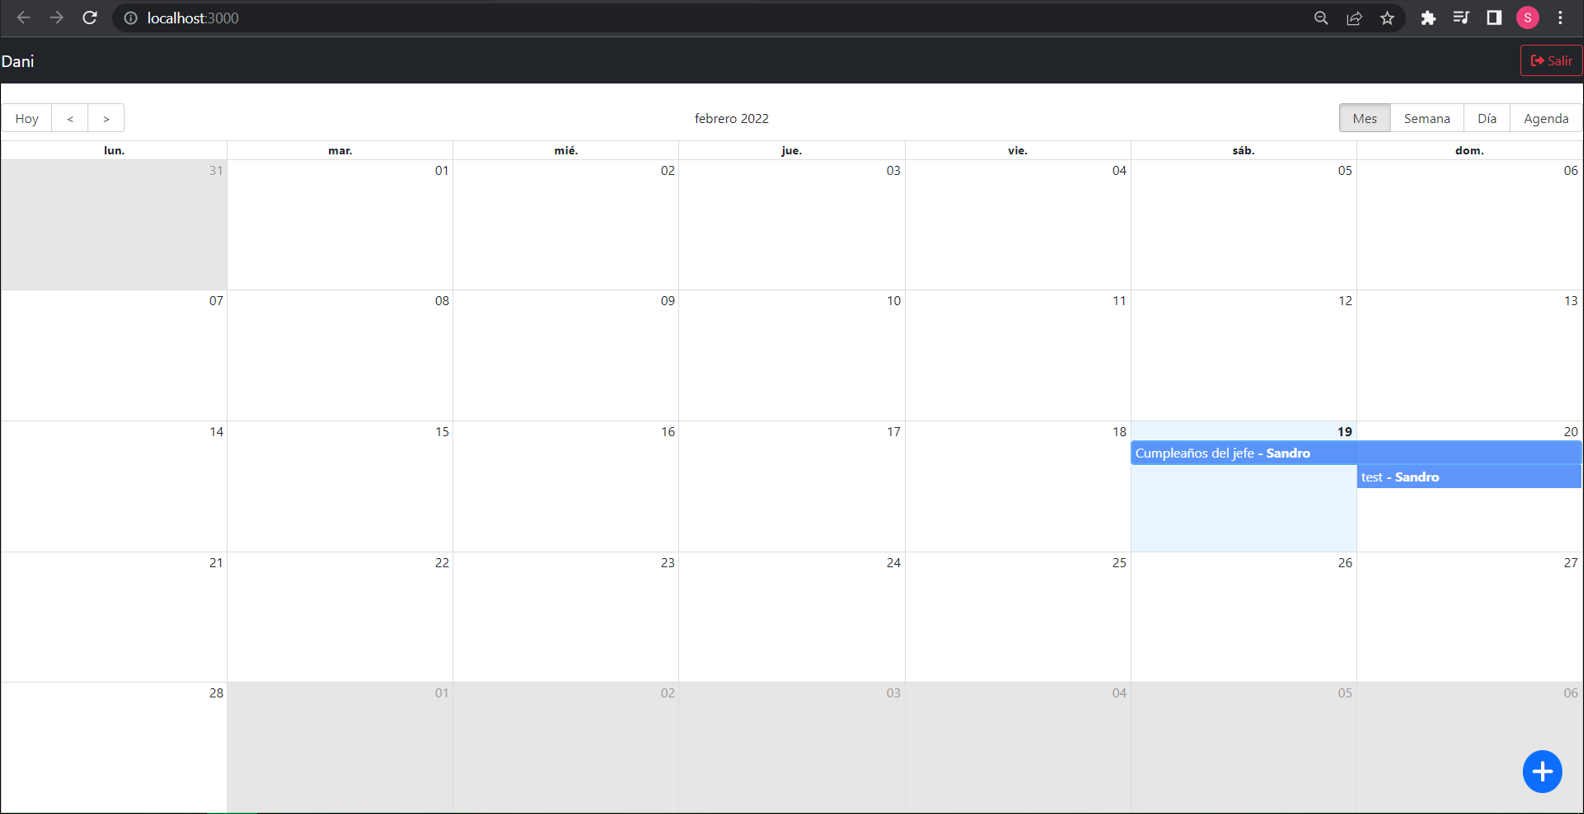 localhost:3000
S
Dani
Salir
Hoy < >
febrero 2022
Mes Semana Día Agenda
lun. mar. mié. jue. vie. sáb. dom.
31 01 02 03 04 05 06
07 08 09 10 11 12 13
14 15 16 17 18 19 20
Cumpleaños del jefe - Sandro
test - Sandro
21 22 23 24 25 26 27
28 01 02 03 04 05 06